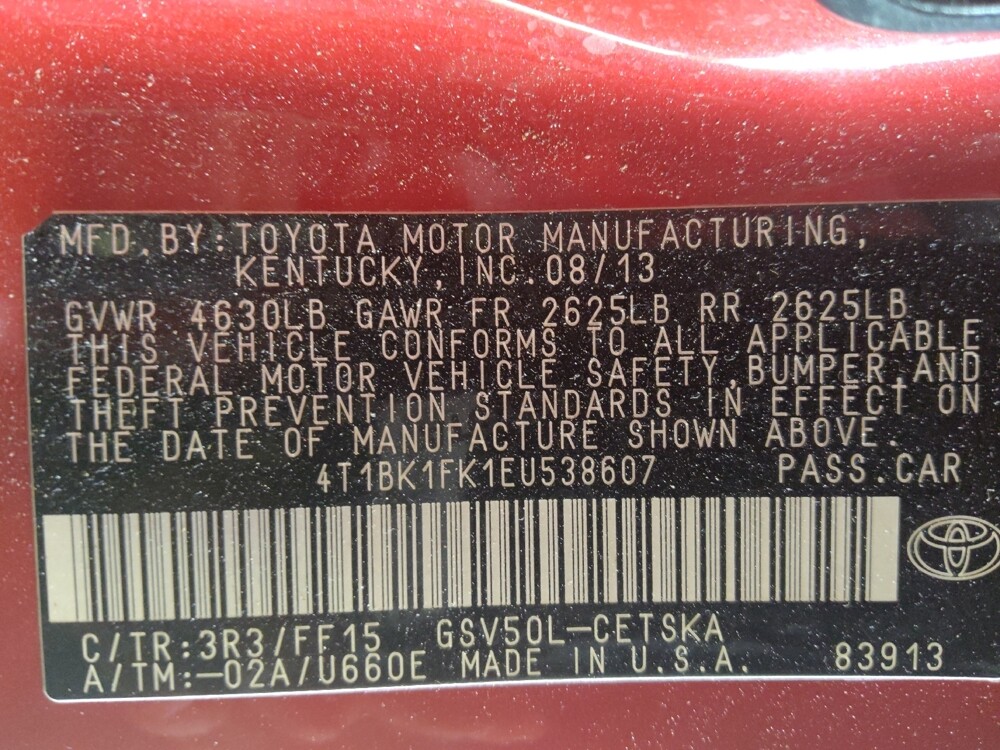 MFD.BY:TOYOTA MOTOR MANUFACTURING,
KENTUCKY, INC. 08/13
GVWR 4630LB GAWR FR 2625LB RR 2625LB
THIS VEHICLE CONFORMS TO ALL APPLICABLE
FEDERAL MOTOR VEHICLE SAFETY,BUMPER,AND
THEFT PREVENTION STANDARDS IN EFFECT ON
THE DATE OF MANUFACTURE SHOWN ABOVE.
4T1BK1FK1EU538607 PASS.CAR
C/TR:3R3/FF15 GSV50L-CETSKA
A/TM:-02A/U660E MADE IN U.S.A. 83913